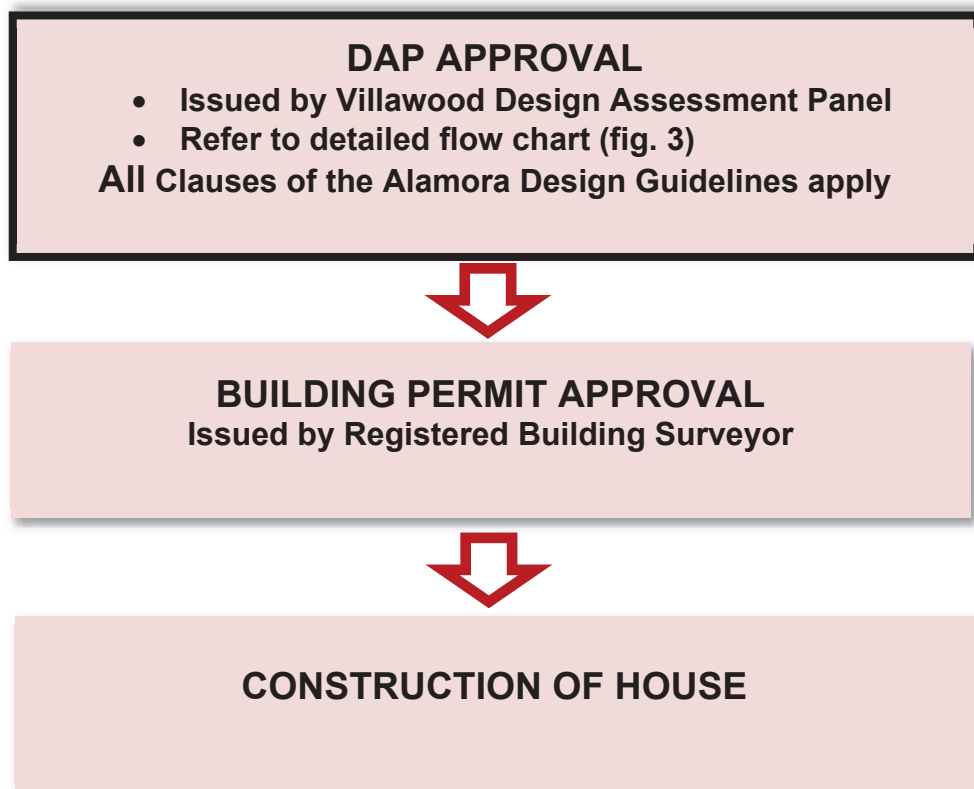 DAP APPROVAL
• Issued by Villawood Design Assessment Panel
• Refer to detailed flow chart (fig. 3)
All Clauses of the Alamora Design Guidelines apply
BUILDING PERMIT APPROVAL
Issued by Registered Building Surveyor
CONSTRUCTION OF HOUSE